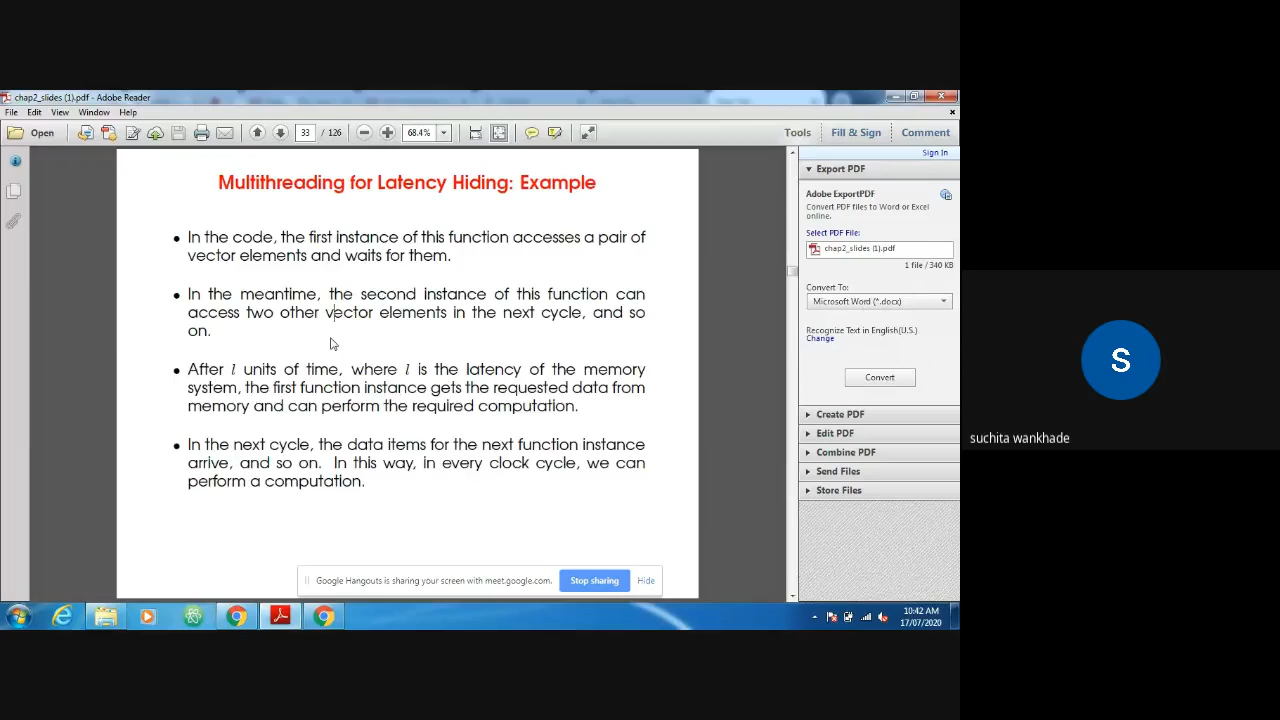 chap2_slides (1).pdf - Adobe Reader
File Edit View Window Help
Open 33 / 126 68.4% Tools Fill & Sign Comment
Sign In
Multithreading for Latency Hiding: Example
• In the code, the first instance of this function accesses a pair of
vector elements and waits for them.
• In the meantime, the second instance of this function can
access two other vector elements in the next cycle, and so
on.
• After l units of time, where l is the latency of the memory
system, the first function instance gets the requested data from
memory and can perform the required computation.
• In the next cycle, the data items for the next function instance
arrive, and so on. In this way, in every clock cycle, we can
perform a computation.
Export PDF
Adobe ExportPDF
Convert PDF files to Word or Excel
online.
Select PDF File:
chap2_slides (1).pdf
1 file / 340 KB
Convert To:
Microsoft Word (*.docx)
Recognize Text in English(U.S.)
Change
Convert
Create PDF
Edit PDF
Combine PDF
Send Files
Store Files
Google Hangouts is sharing your screen with meet.google.com. Stop sharing Hide
10:42 AM
17/07/2020
S
suchita wankhade